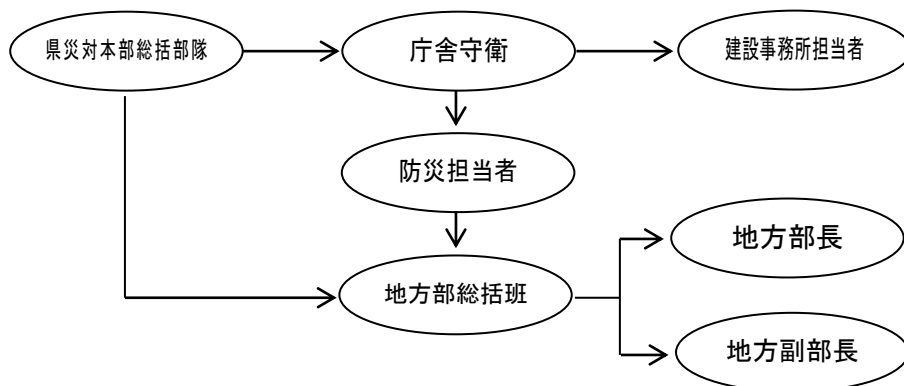 県災対本部総括部隊
庁舎守衛
建設事務所担当者
防災担当者
地方部長
地方部総括班
地方副部長